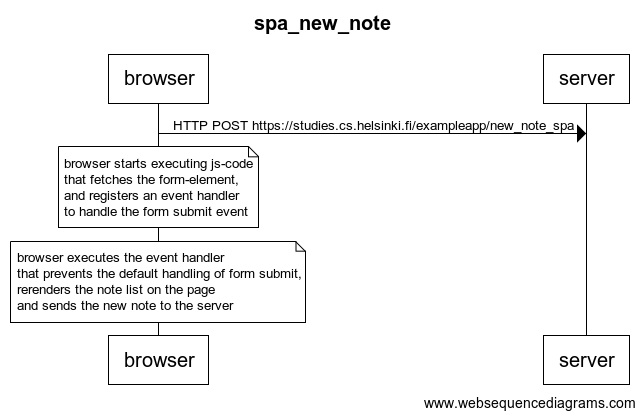 spa_new_note
browser
server
HTTP POST https://studies.cs.helsinki.fi/exampleapp/new_note_spa
browser starts executing js-code
that fetches the form-element,
and registers an event handler
to handle the form submit event
browser executes the event handler
that prevents the default handling of form submit,
rerenders the note list on the page
and sends the new note to the server
browser
server
www.websequencediagrams.com